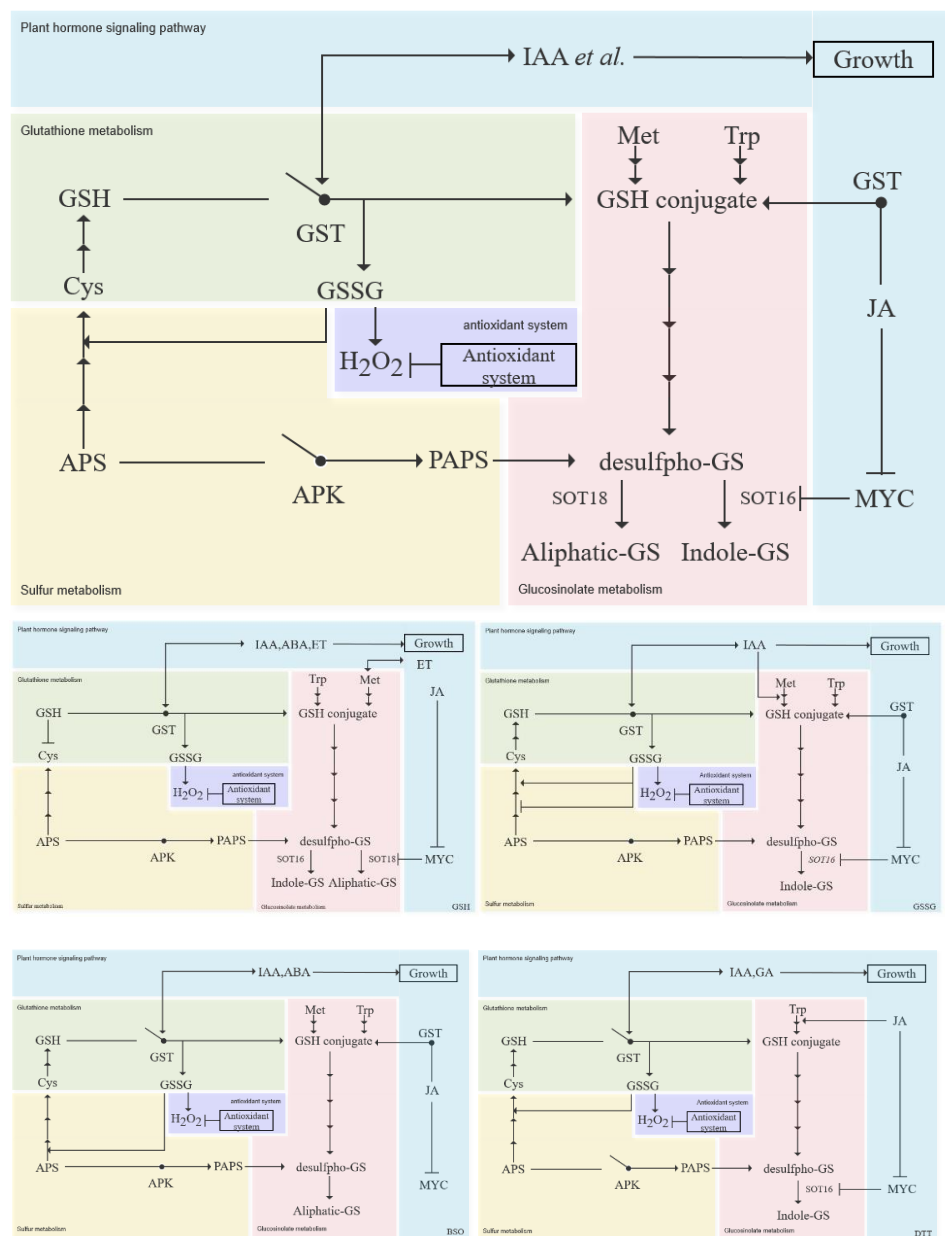 Plant hormone signaling pathway
IAA et al.
Growth
Glutathione metabolism
Met
Trp
GST
GSH
GSH conjugate
GST
Cys
GSSG
JA
antioxidant system
H2O2
Antioxidant
system
APS
PAPS
desulfpho-GS
APK
SOT18
SOT16
MYC
Aliphatic-GS
Indole-GS
Sulfur metabolism
Glucosinolate metabolism
Plant hormone signaling pathway
IAA,ABA,ET
Growth
ET
Glutathione metabolism
Trp
Met
JA
GSH
GSH conjugate
GST
Cys
GSSG
antioxidant system
H2O2
Antioxidant
system
APS
PAPS
desulfpho-GS
APK
SOT16
SOT18
MYC
Indole-GS
Aliphatic-GS
Sulfur metabolism
Glucosinolate metabolism
GSH
Plant hormone signaling pathway
IAA
Growth
Glutathione metabolism
Met
Trp
GST
GSH
GSH conjugate
GST
Cys
GSSG
JA
Antioxidant system
H2O2
Antioxidant
system
APS
PAPS
desulfpho-GS
APK
SOT16
MYC
Indole-GS
Sulfur metabolism
Glucosinolate metabolism
GSSG
Plant hormone signaling pathway
IAA,ABA
Growth
Glutathione metabolism
Met
Trp
GST
GSH
GSH conjugate
GST
Cys
GSSG
JA
antioxidant system
H2O2
Antioxidant
system
APS
PAPS
desulfpho-GS
APK
MYC
Aliphatic-GS
Sulfur metabolism
Glucosinolate metabolism
BSO
Plant hormone signaling pathway
IAA,GA
Growth
Glutathione metabolism
Trp
JA
GSH
GSH conjugate
GST
Cys
GSSG
Antioxidant system
H2O2
Antioxidant
system
APS
PAPS
desulfpho-GS
APK
SOT16
MYC
Indole-GS
Sulfur metabolism
Glucosinolate metabolism
DTT